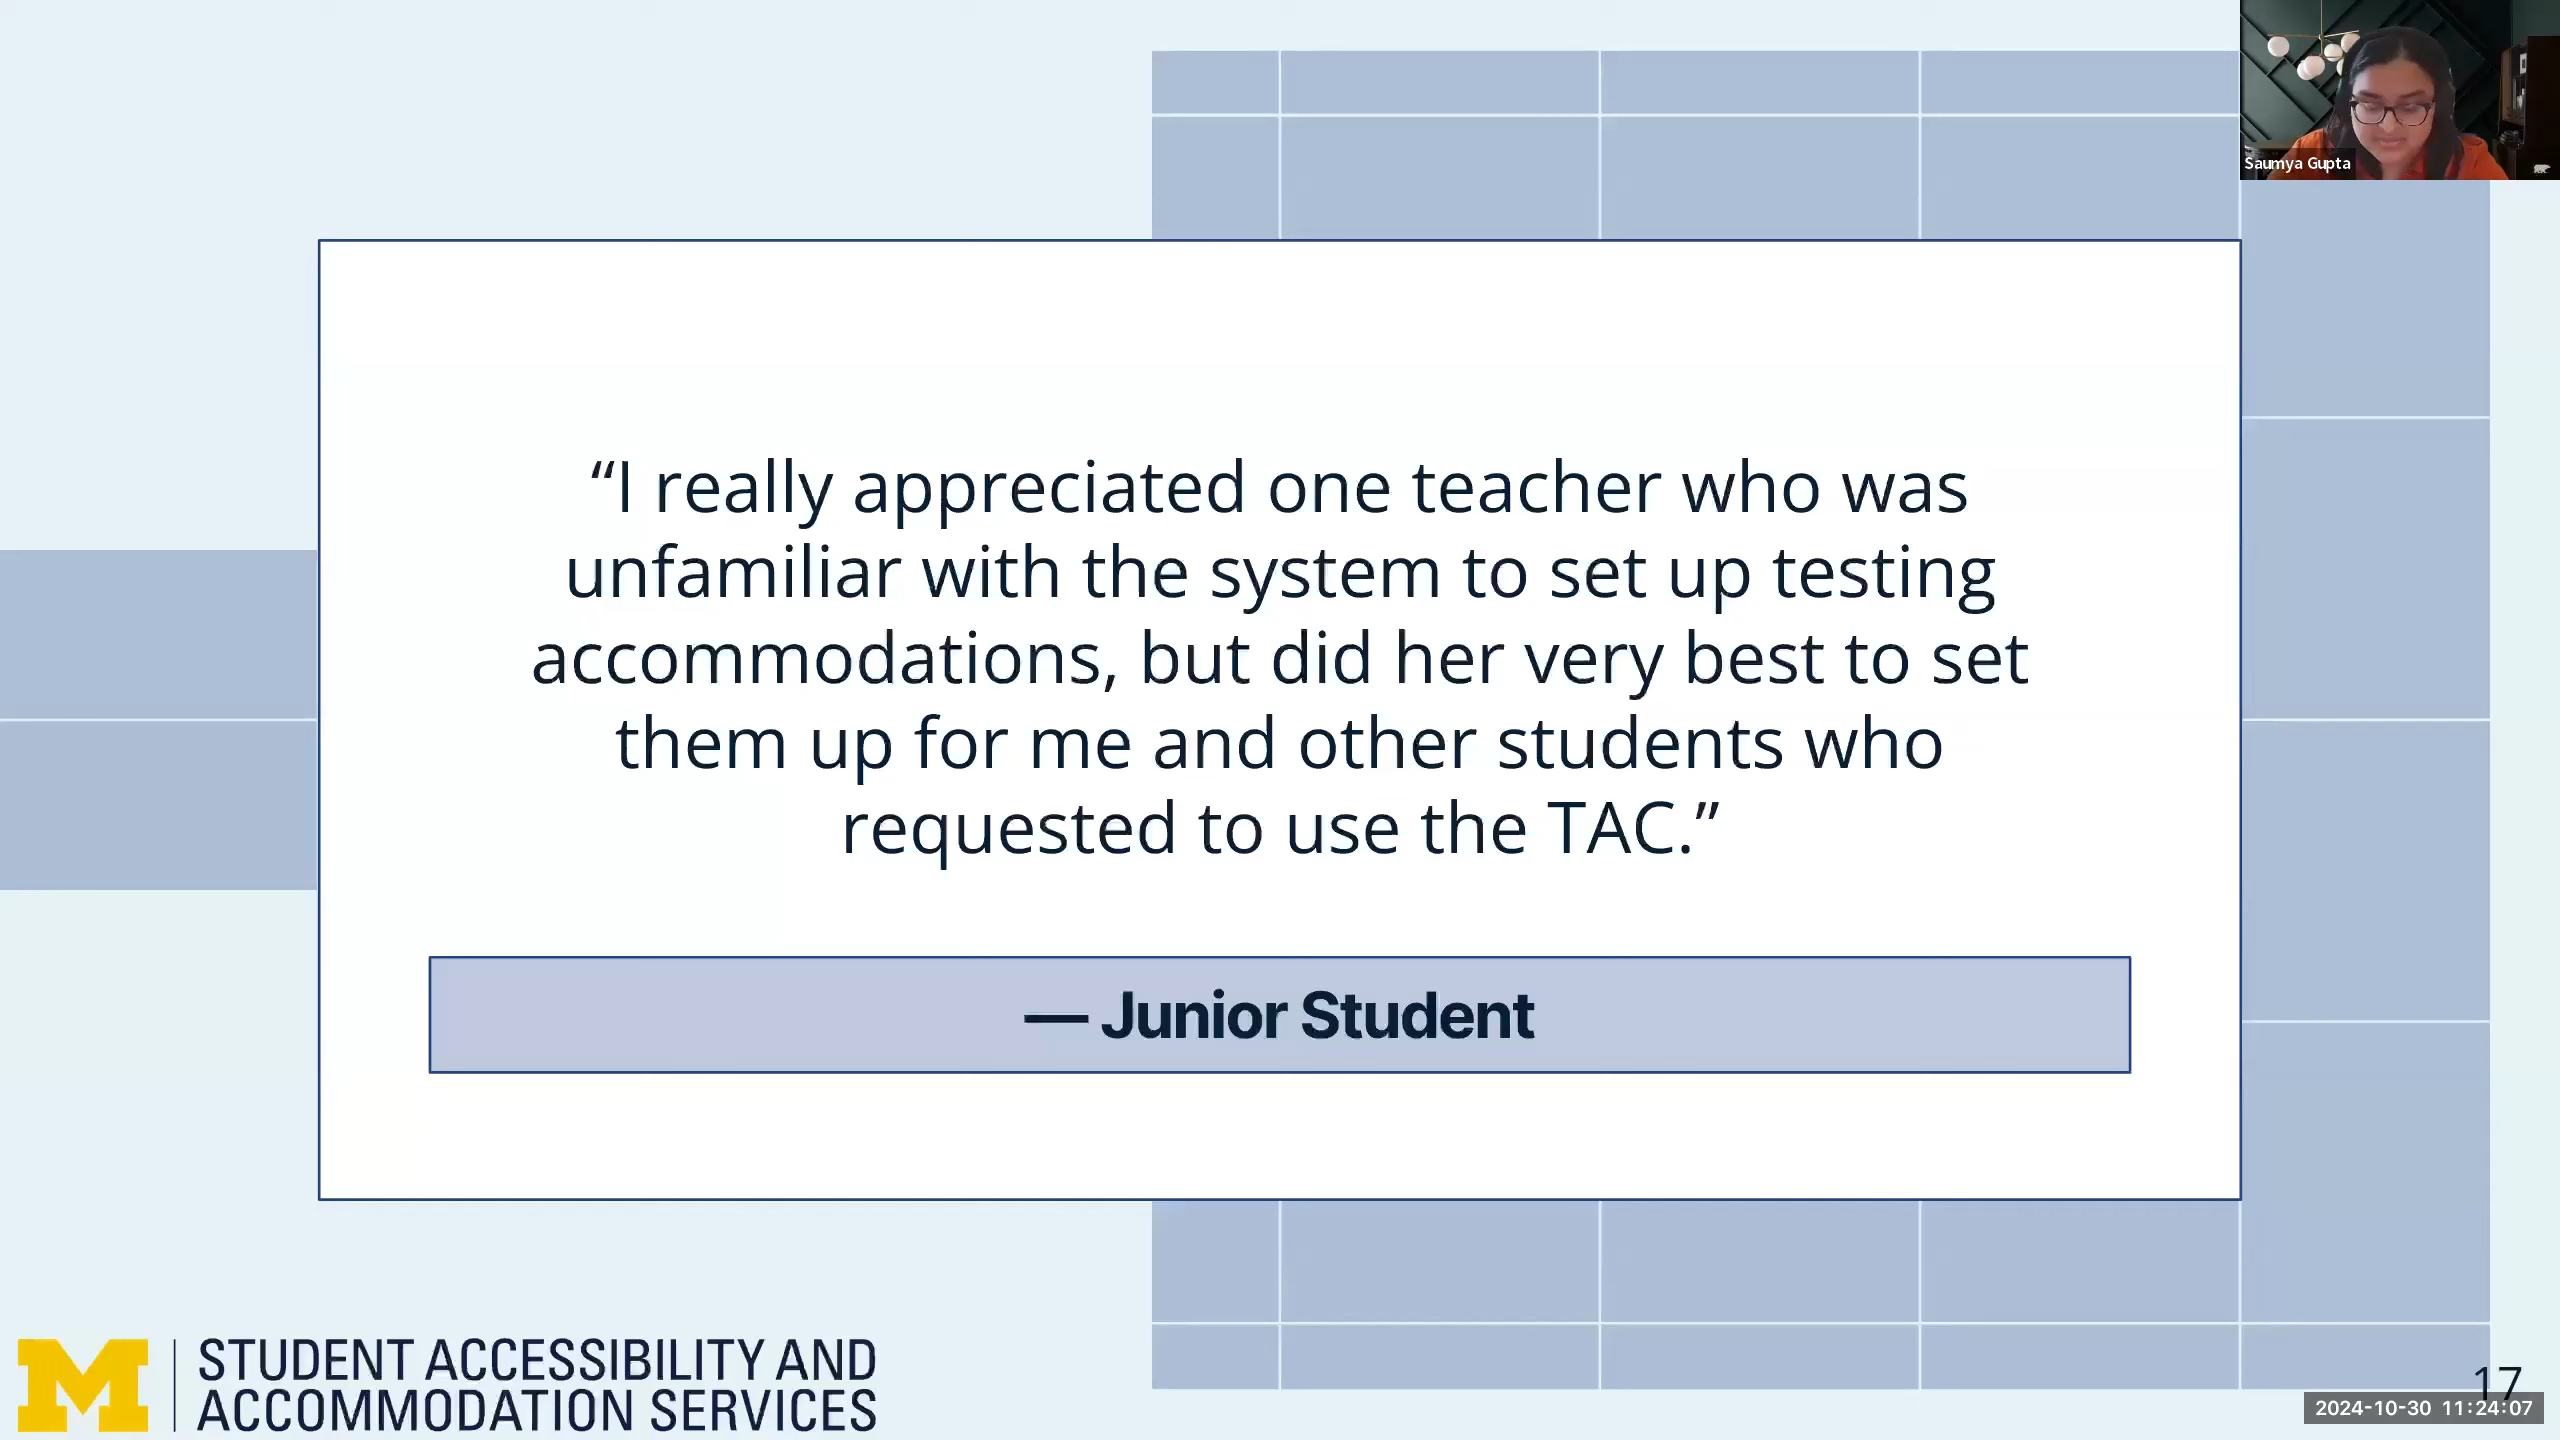 Saumya Gupta
“I really appreciated one teacher who was
unfamiliar with the system to set up testing
accommodations, but did her very best to set
them up for me and other students who
requested to use the TAC.”
— Junior Student
M
STUDENT ACCESSIBILITY AND
ACCOMMODATION SERVICES
17
2024-10-30 11:24:07